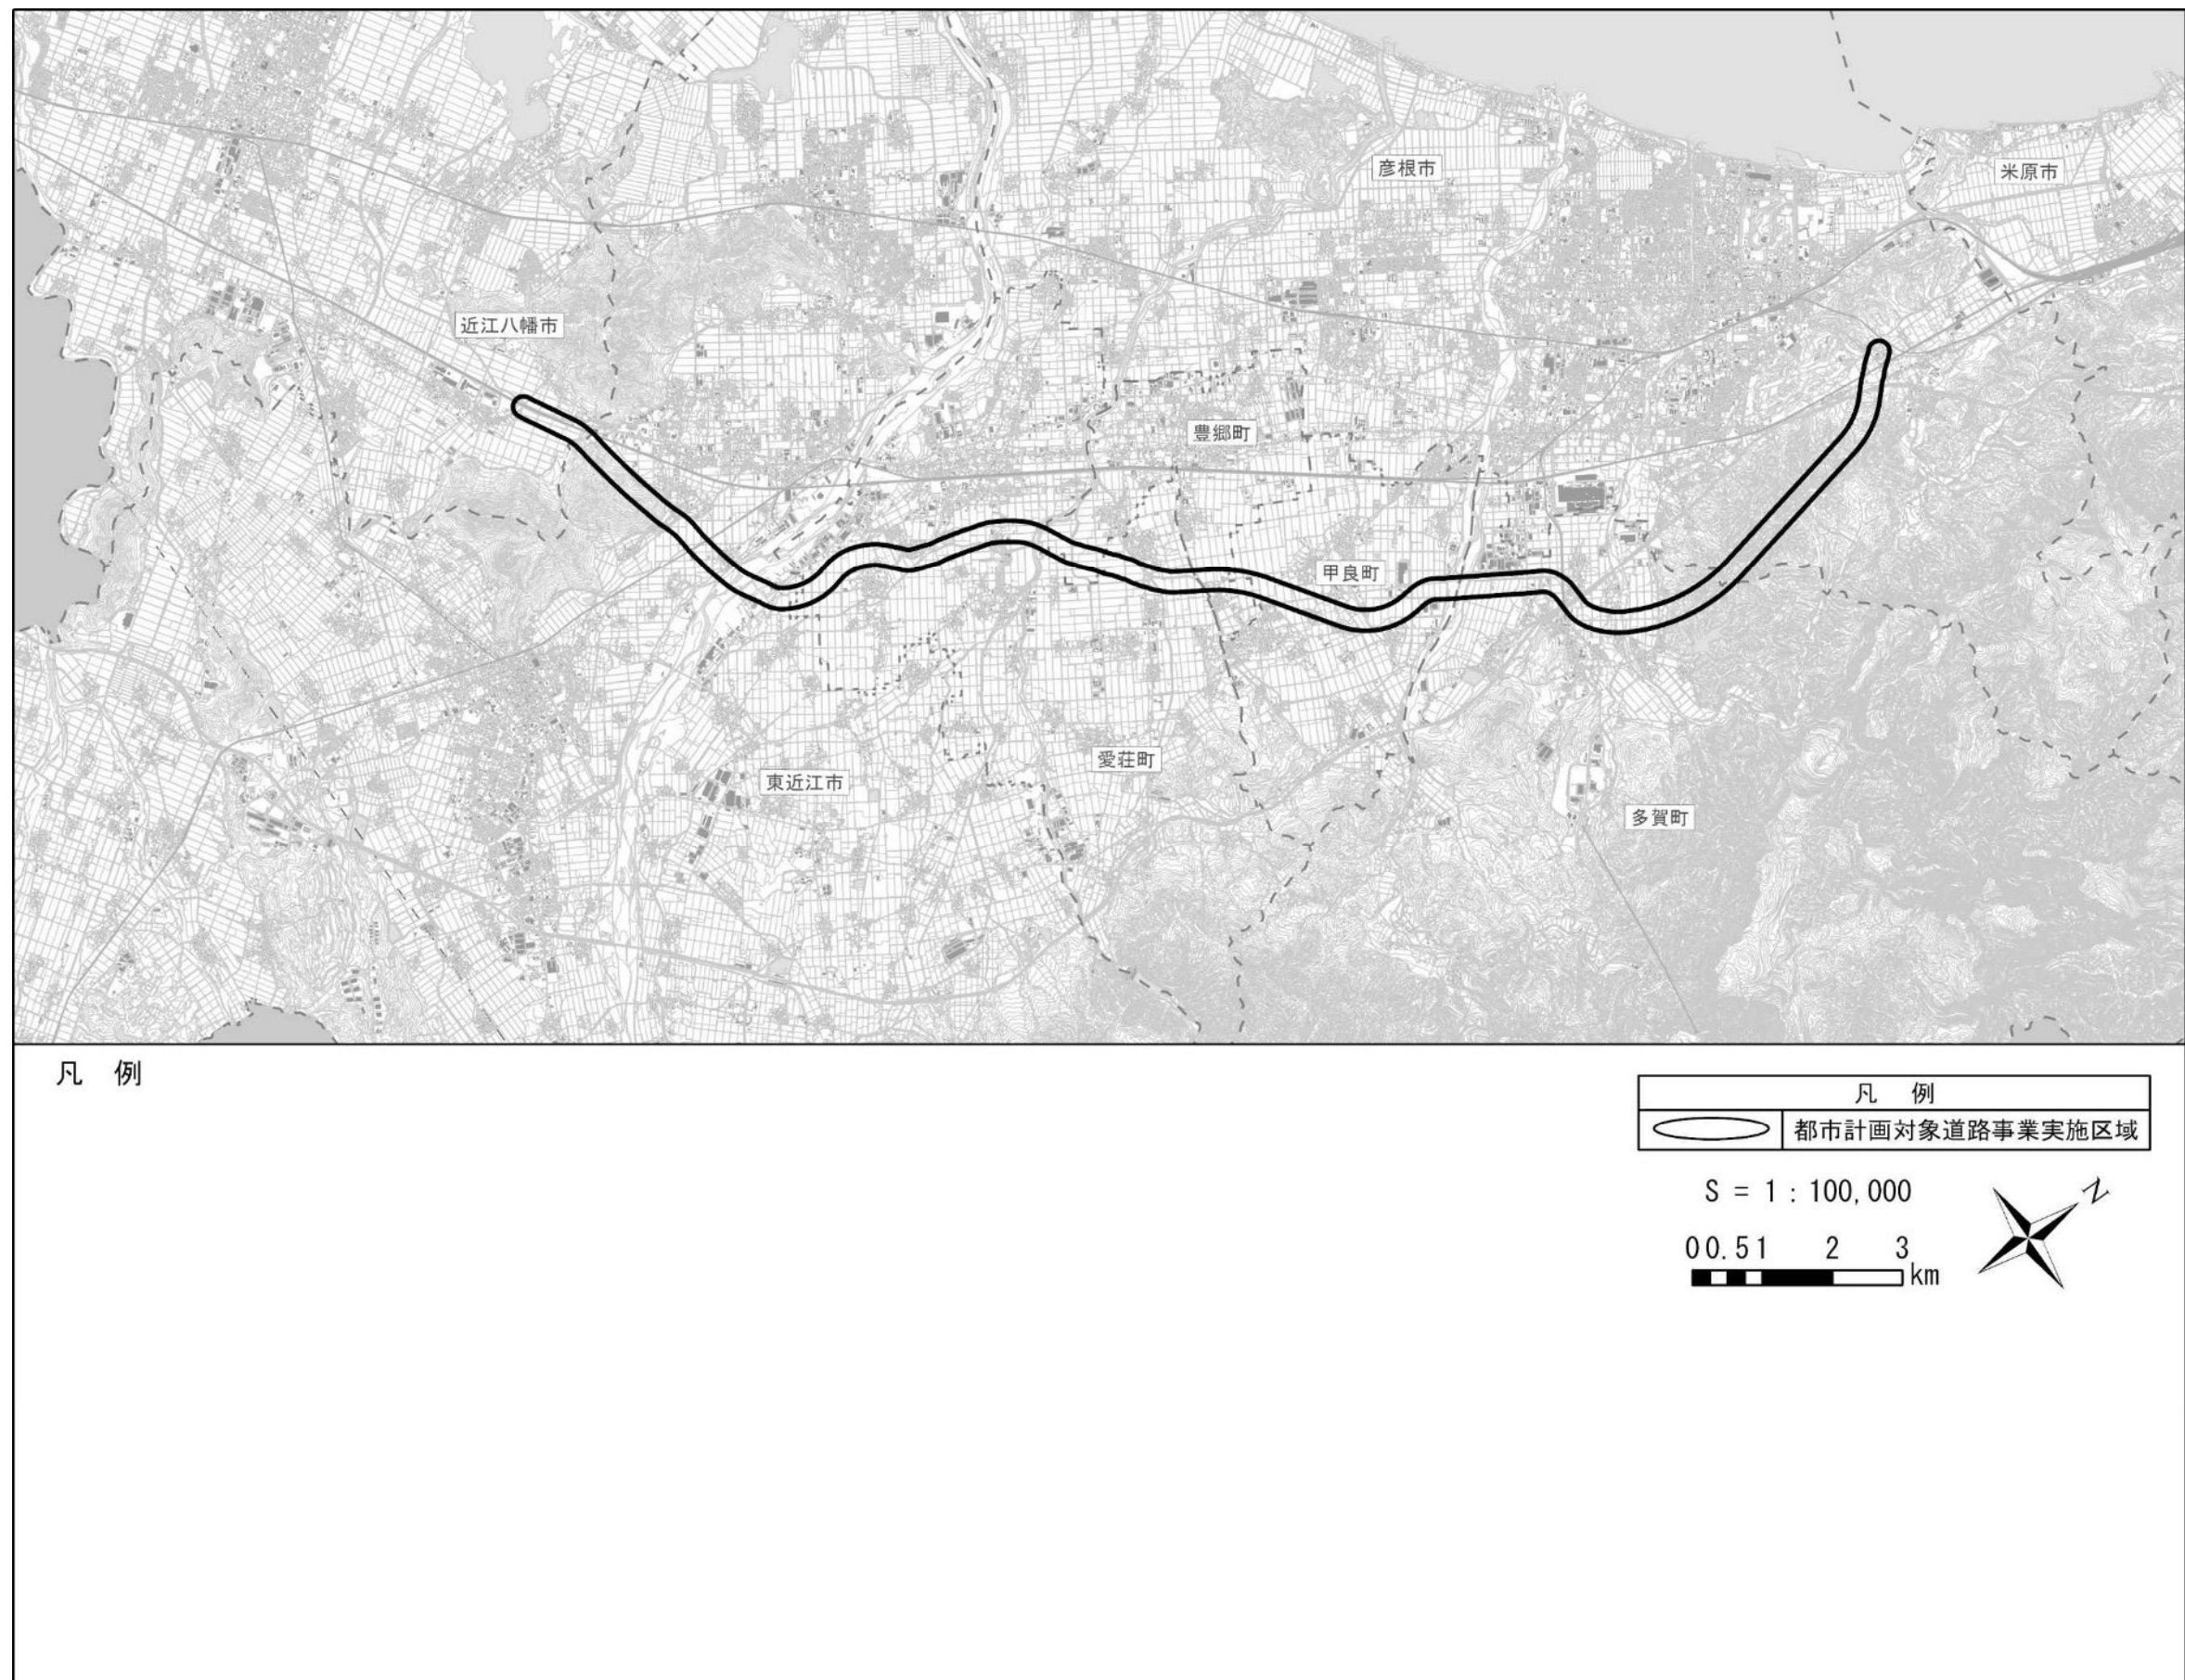 彦根市
米原市
近江八幡市
豊郷町
甲良町
愛荘町
東近江市
多賀町
凡　例
凡　例
都市計画対象道路事業実施区域
S = 1 : 100,000
N
0 0.5 1 2 3
km